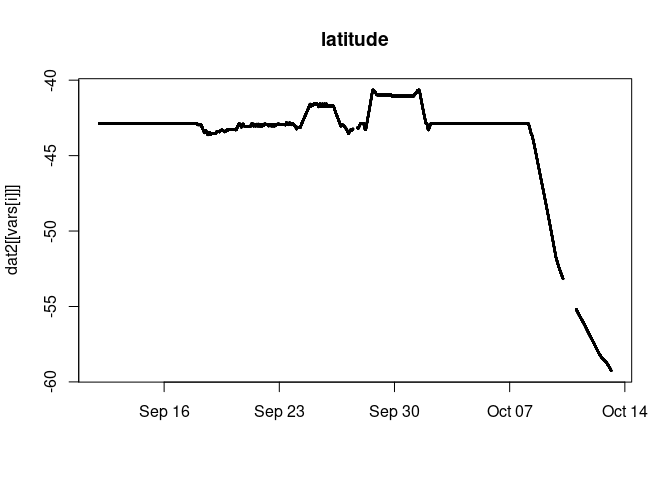 latitude
-40
-45
-50
-55
-60
dat2[[vars[i]]]
Sep 16
Sep 23
Sep 30
Oct 07
Oct 14